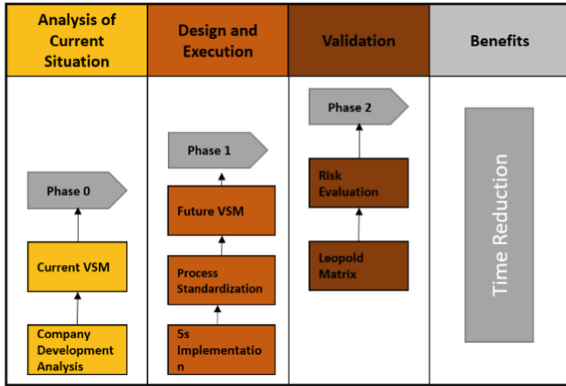 Analysis of
Current
Situation
Design and
Execution
Validation
Benefits
Phase 0
Current VSM
Company
Development
Analysis
Phase 1
Future VSM
Process
Standardization
5s
Implementatio
n
Phase 2
Risk
Evaluation
Leopold
Matrix
Time Reduction